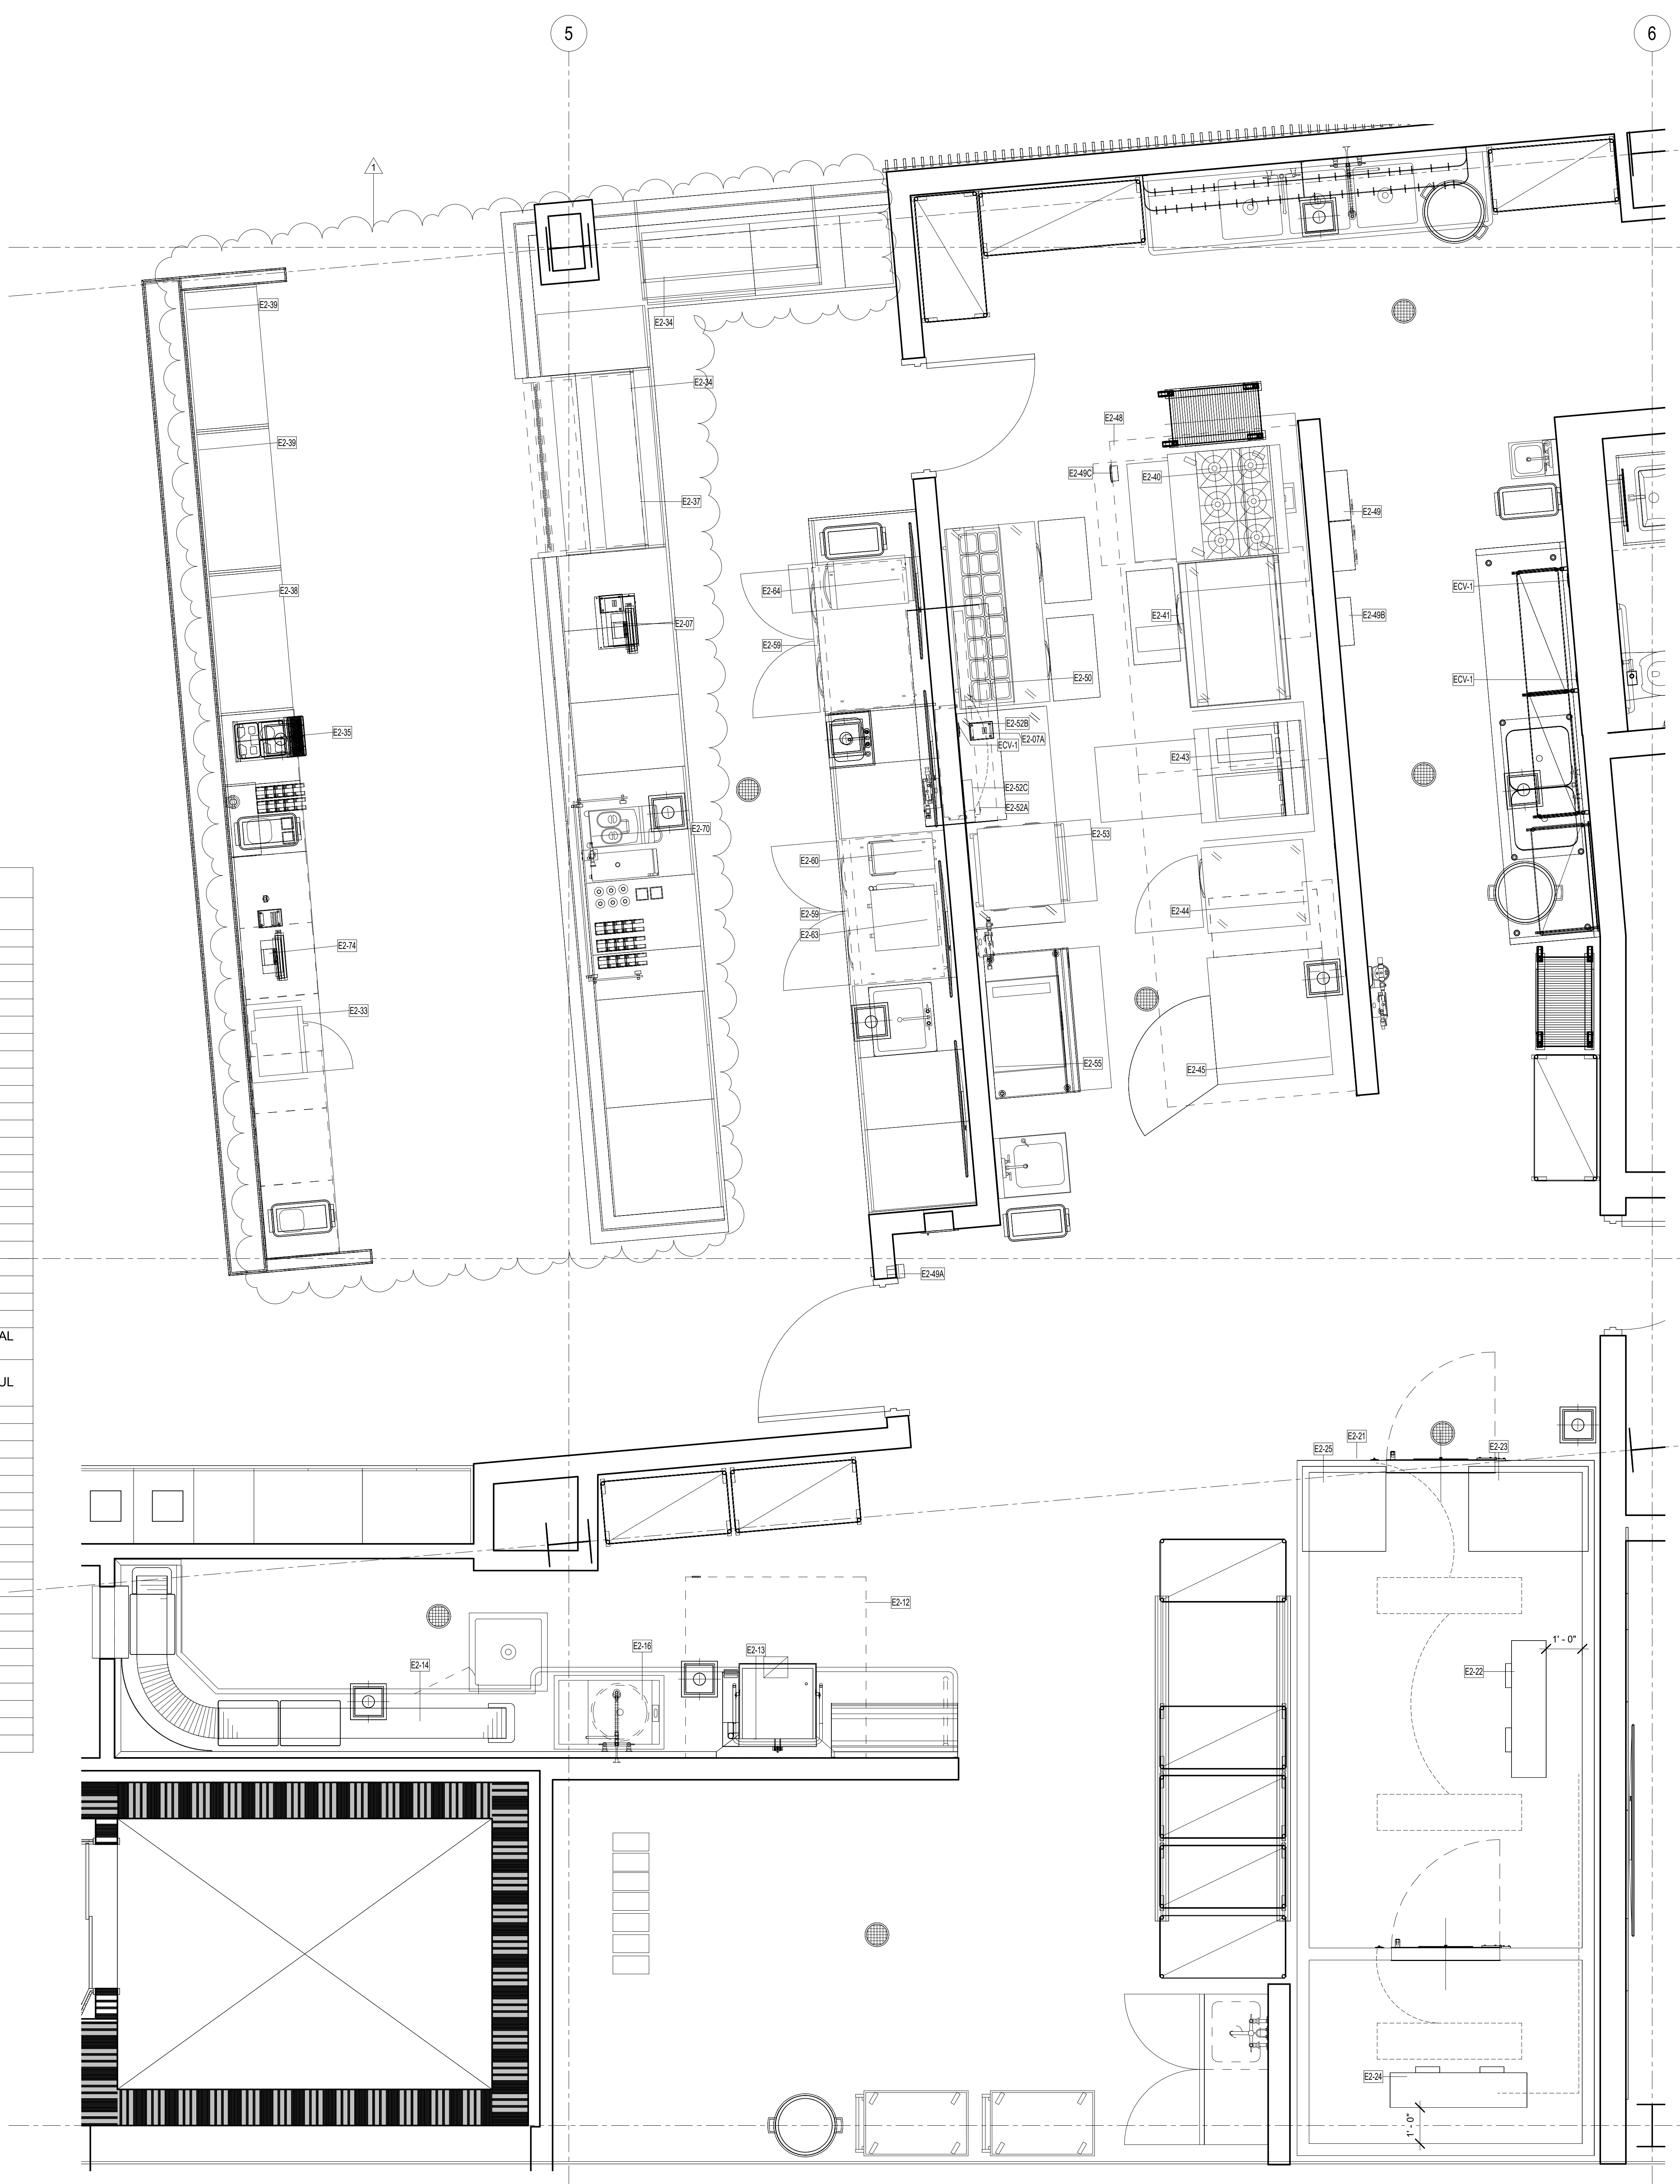 5
6
1
E2-39
E2-34
E2-34
E2-48
E2-39
E2-49C
E2-40
E2-37
E2-49
E2-38
E2-64
ECV-1
E2-07
E2-41
E2-49B
E2-59
E2-50
ECV-1
E2-52B
E2-35
E2-07A
ECV-1
E2-43
E2-52C
E2-52A
E2-70
E2-53
E2-60
E2-59
E2-44
E2-63
E2-74
E2-33
E2-55
E2-45
E2-49A
AL
UL
E2-21
E2-25
E2-23
E2-12
E2-16
E2-13
1' - 0"
E2-14
E2-22
E2-24
1' - 0"